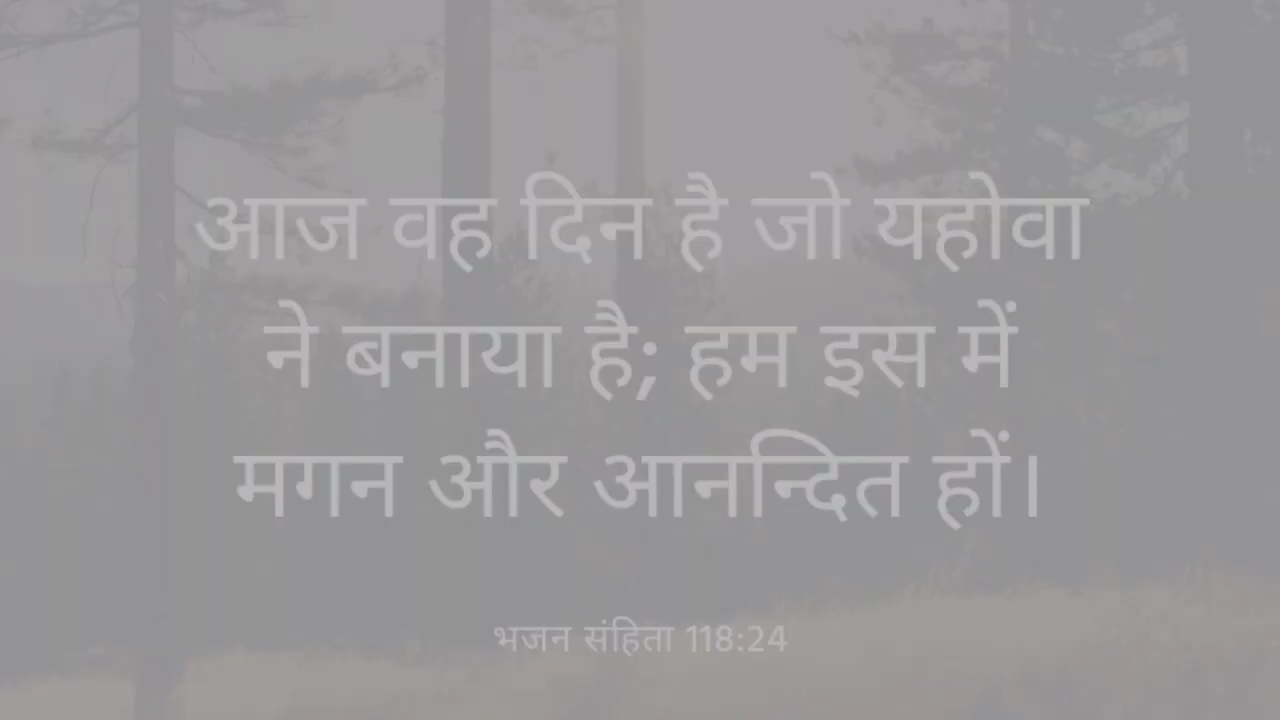 आज वह दिन है जो यहोवा
ने बनाया है; हम इस में
मगन और आनन्दित हों।
भजन संहिता 118:24